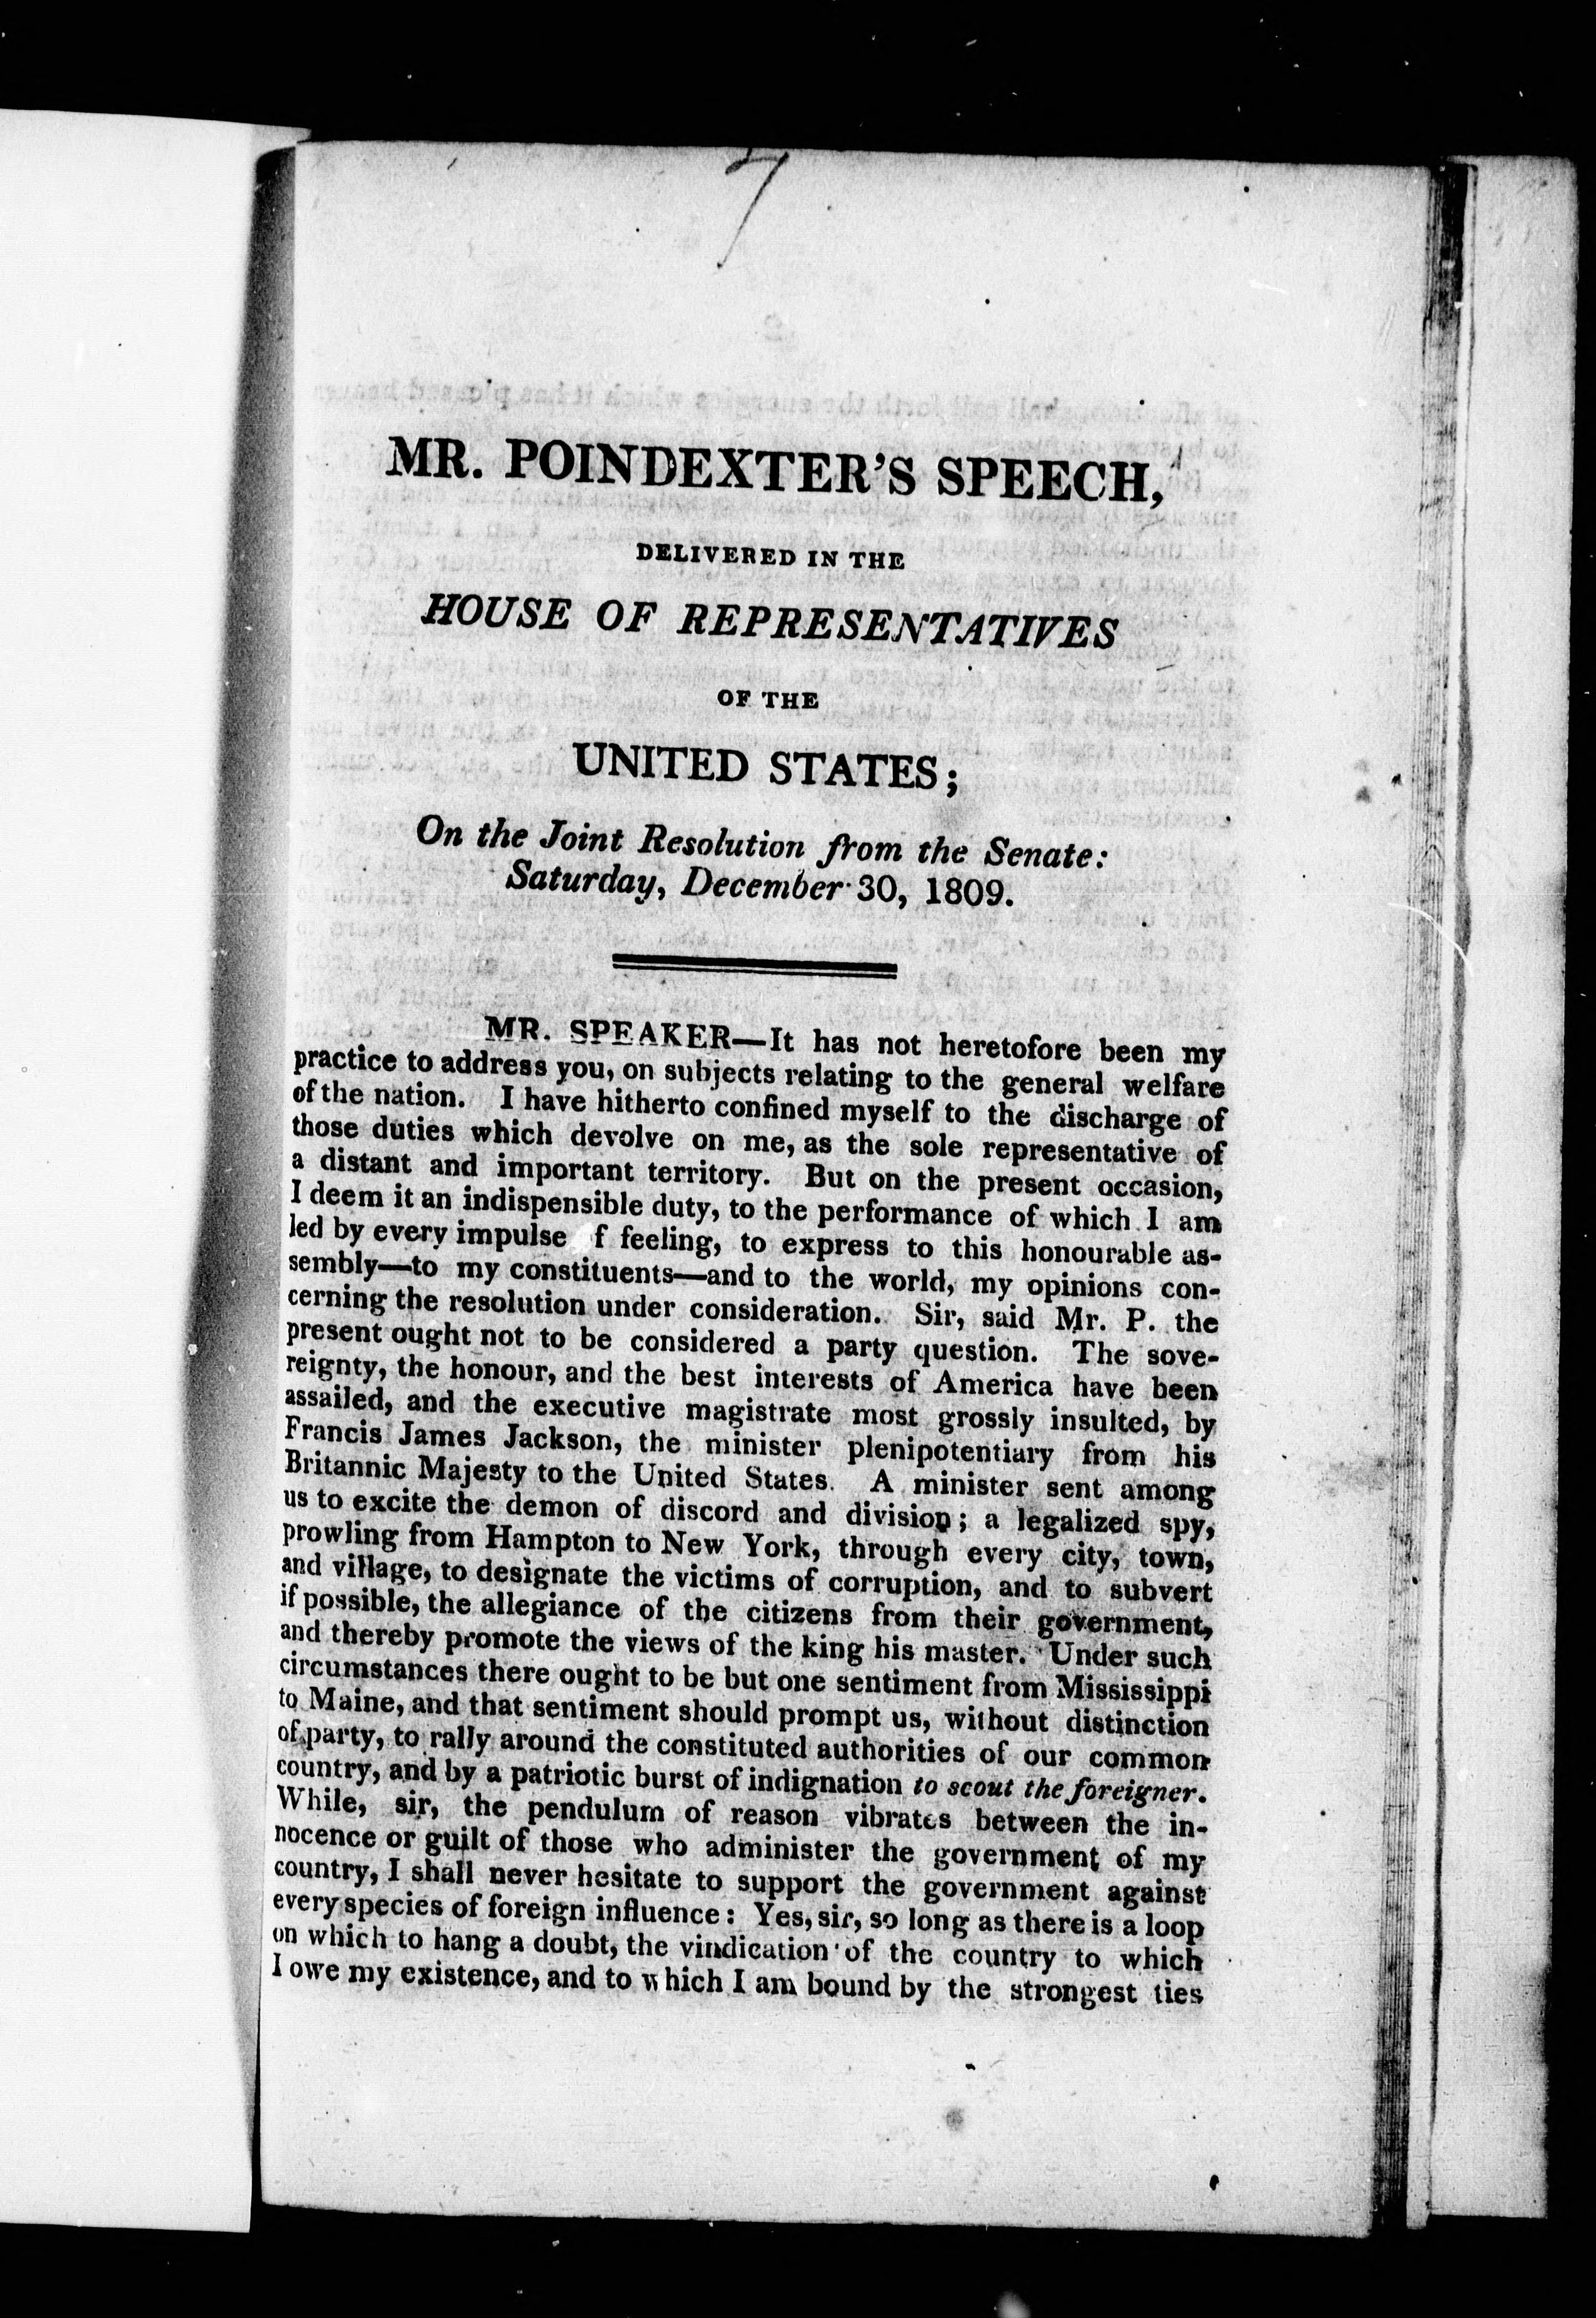 7
MR. POINDEXTER'S SPEECH,
DELIVERED IN THE
HOUSE OF REPRESENTATIVES
OF THE
UNITED STATES;
On the Joint Resolution from the Senate:
Saturday, December 30, 1809.
MR. SPEAKER—It has not heretofore been my
practice to address you, on subjects relating to the general welfare
of the nation. I have hitherto confined myself to the discharge of
those duties which devolve on me, as the sole representative of
a distant and important territory. But on the present occasion,
I deem it an indispensible duty, to the performance of which I am
led by every impulse f feeling, to express to this honourable as-
sembly—to my constituents—and to the world, my opinions con-
cerning the resolution under consideration. Sir, said Mr. P. the
present ought not to be considered a party question. The sove-
reignty, the honour, and the best interests of America have been
assailed, and the executive magistrate most grossly insulted, by
Francis James Jackson, the minister plenipotentiary from his
Britannic Majesty to the United States. A minister sent among
us to excite the demon of discord and division; a legalized spy,
prowling from Hampton to New York, through every city, town,
and village, to designate the victims of corruption, and to subvert
if possible, the allegiance of the citizens from their government,
and thereby promote the views of the king his master. Under such
circumstances there ought to be but one sentiment from Mississippi
to Maine, and that sentiment should prompt us, without distinction
of party, to rally around the constituted authorities of our common
country, and by a patriotic burst of indignation to scout the foreigner.
While, sir, the pendulum of reason vibrates between the in-
nocence or guilt of those who administer the government of my
country, I shall never hesitate to support the government against
every species of foreign influence: Yes, sir, so long as there is a loop
on which to hang a doubt, the vindication of the country to which
I owe my existence, and to which I am bound by the strongest ties